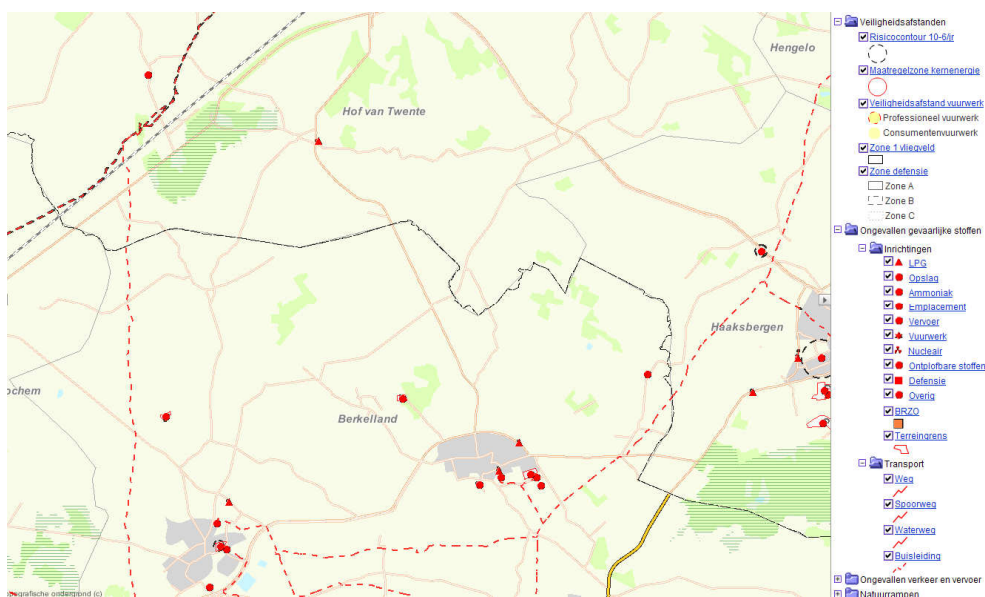 Hengelo
Hof van Twente
Haaksbergen
ochem
Berkelland
pografische ondergrond (c)
Veiligheidsafstanden
Risicocontour 10-6/jr
Maatregelzone kernenergie
Veiligheidsafstand vuurwerk
Professioneel vuurwerk
Consumentenvuurwerk
Zone 1 vliegveld
Zone defensie
Zone A
Zone B
Zone C
Ongevallen gevaarlijke stoffen
Inrichtingen
LPG
Opslag
Ammoniak
Emplacement
Vervoer
Vuurwerk
Nucleair
Ontplofbare stoffen
Defensie
Overig
BRZO
Terreingrens
Transport
Weg
Spoorweg
Waterweg
Buisleiding
Ongevallen verkeer en vervoer
Natuurrampen